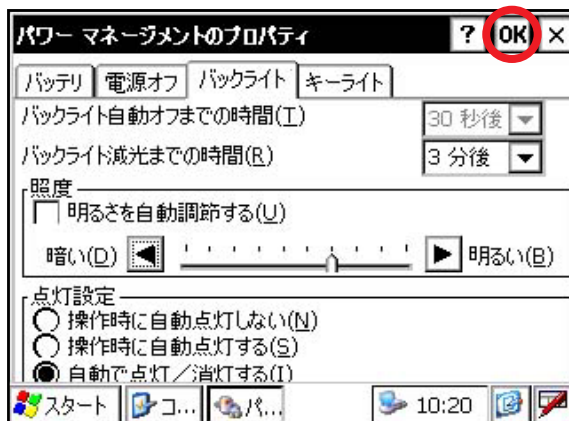 パワー マネージメントのプロパティ ? OK ×
バッテリ 電源オフ バックライト キーライト
バックライト自動オフまでの時間(T) 30 秒後
バックライト減光までの時間(R) 3 分後
照度
明るさを自動調節する(U)
暗い(D) 明るい(B)
点灯設定
操作時に自動点灯しない(N)
操作時に自動点灯する(S)
自動で点灯／消灯する(I)
スタート コ... パ... 10:20